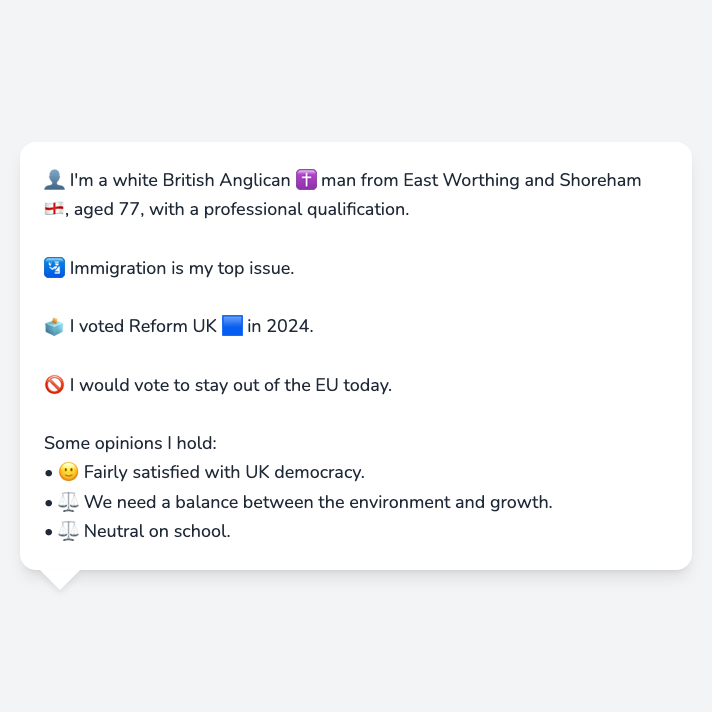 👤 I'm a white British Anglican ✝️ man from East Worthing and Shoreham
🏴󠁧󠁢󠁥󠁮󠁧󠁿, aged 77, with a professional qualification.
🛂 Immigration is my top issue.
🗳️ I voted Reform UK 🟦 in 2024.
🚫 I would vote to stay out of the EU today.
Some opinions I hold:
• 🙂 Fairly satisfied with UK democracy.
• ⚖️ We need a balance between the environment and growth.
• ⚖️ Neutral on school.